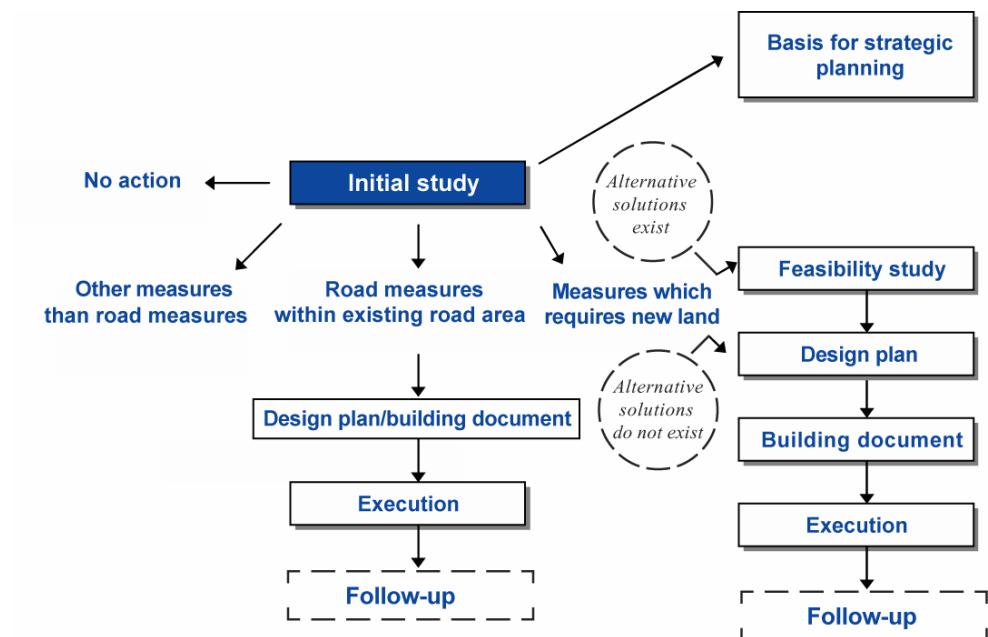 Basis for strategic
planning
No action
Initial study
Alternative
solutions
exist
Feasibility study
Other measures
than road measures
Road measures
within existing road area
Measures which
requires new land
Design plan
Alternative
solutions
do not exist
Design plan/building document
Building document
Execution
Execution
Follow-up
Follow-up